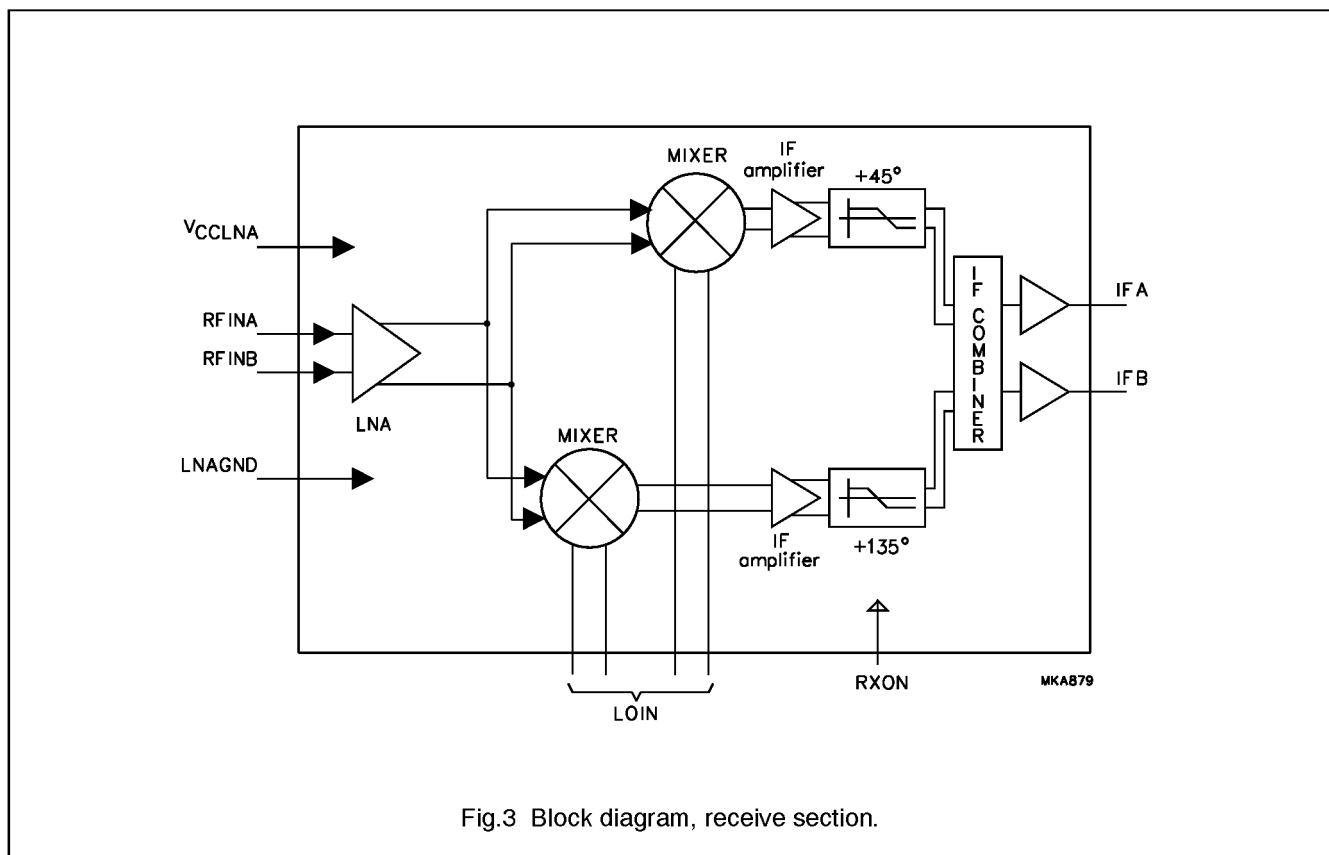 MIXER
IF
amplifier
+45°
VCCLNA
RFINA
RFINB
LNA
LNAGND
MIXER
IF COMBINER
IFA
IFB
IF
amplifier
+135°
RXON
LOIN
MKA879
Fig.3 Block diagram, receive section.